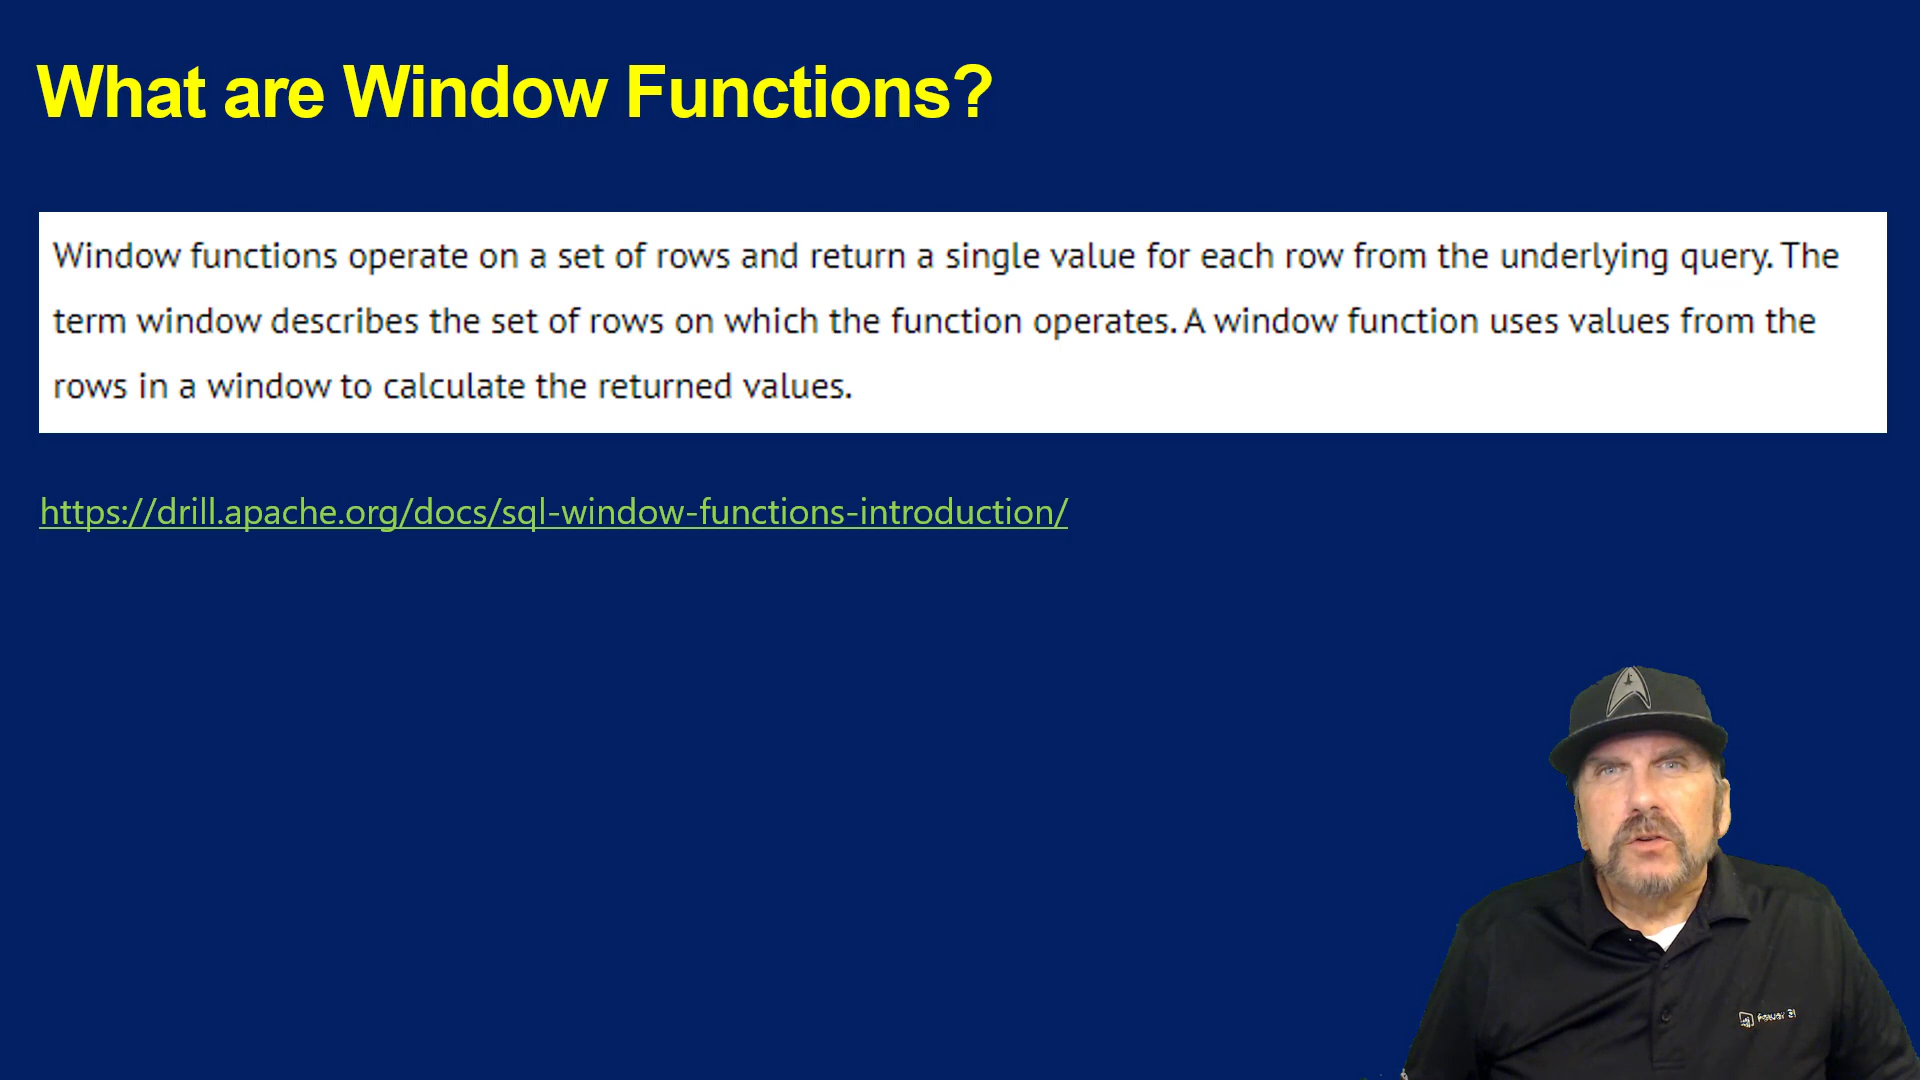 What are Window Functions?
Window functions operate on a set of rows and return a single value for each row from the underlying query. The
term window describes the set of rows on which the function operates. A window function uses values from the
rows in a window to calculate the returned values.
https://drill.apache.org/docs/sql-window-functions-introduction/
Power BI